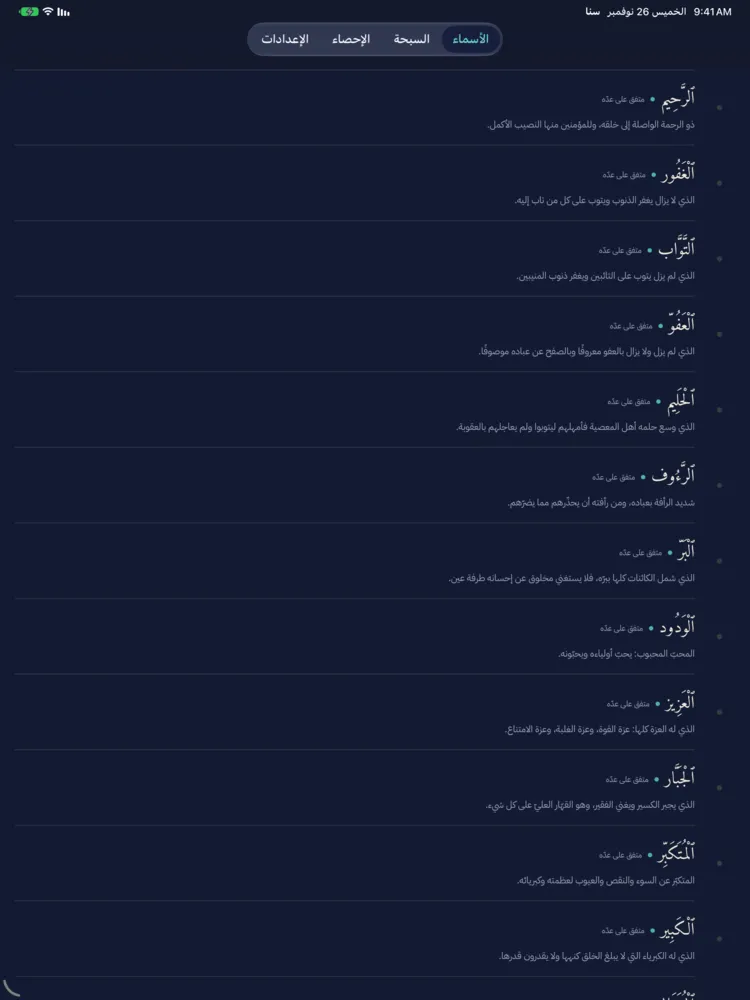 9:41 AM الخميس 26 نوفمبر سنا
الأسماء السبحة الإحصاء الإعدادات
ٱلرَّحِيم • متفق على عدّه
ذو الرحمة الواصلة إلى خلقه، وللمؤمنين منها النصيب الأكمل.
ٱلْغَفُور • متفق على عدّه
الذي لا يزال يغفر الذنوب ويتوب على كل من تاب إليه.
ٱلتَّوَّاب • متفق على عدّه
الذي لم يزل يتوب على التائبين ويغفر ذنوب المنيبين.
ٱلْعَفُوّ • متفق على عدّه
الذي لم يزل ولا يزال بالعفو معروفًا وبالصفح عن عباده موصوفًا.
ٱلْحَلِيم • متفق على عدّه
الذي وسع حلمه أهل المعصية فأمهلهم ليتوبوا ولم يعاجلهم بالعقوبة.
ٱلرَّءُوف • متفق على عدّه
شديد الرأفة بعباده، ومن رأفته أن يحذّرهم مما يضرّهم.
ٱلْبَرّ • متفق على عدّه
الذي شمل الكائنات كلها ببرّه، فلا يستغني مخلوق عن إحسانه طرفة عين.
ٱلْوَدُود • متفق على عدّه
المحبّ المحبوب: يحبّ أولياءه ويحبّونه.
ٱلْعَزِيز • متفق على عدّه
الذي له العزة كلها: عزة القوة، وعزة الغلبة، وعزة الامتناع.
ٱلْجَبَّار • متفق على عدّه
الذي يجبر الكسير ويغني الفقير، وهو القهّار العليّ على كل شيء.
ٱلْمُتَكَبِّر • متفق على عدّه
المتكبّر عن السوء والنقص والعيوب لعظمته وكبريائه.
ٱلْكَبِير • متفق على عدّه
الذي له الكبرياء التي لا يبلغ الخلق كنهها ولا يقدرون قدرها.